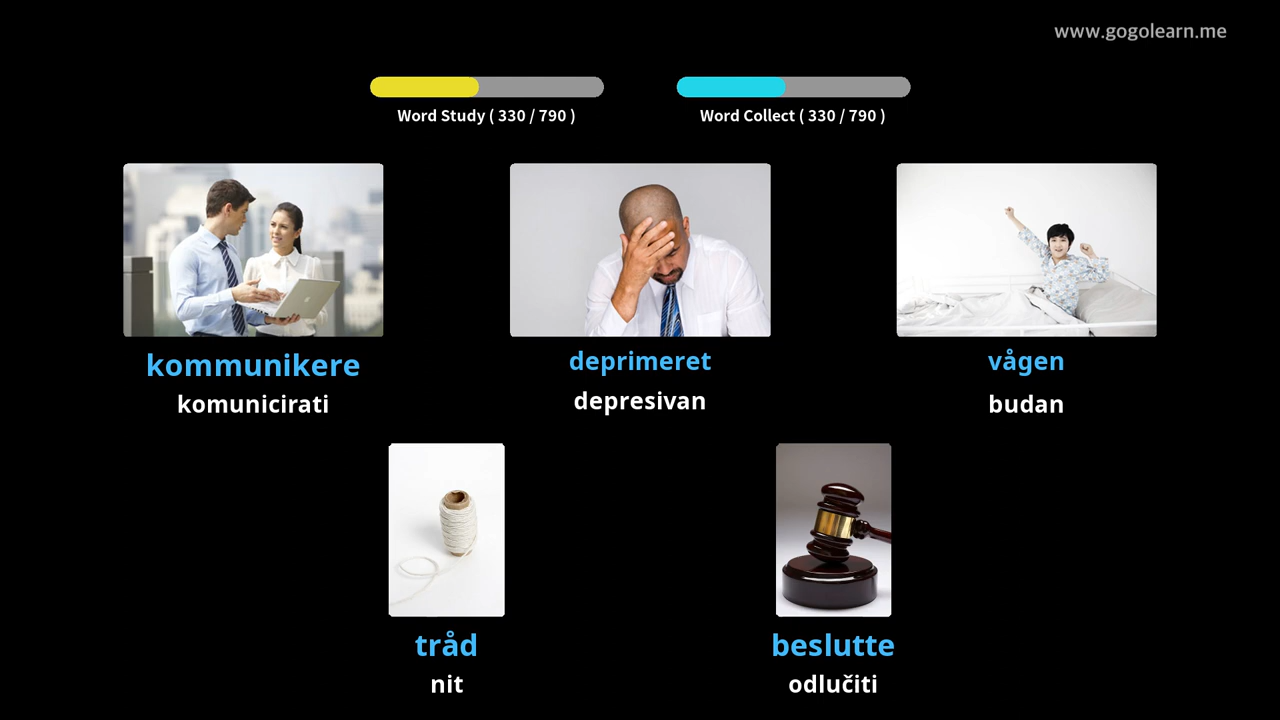 www.gogolearn.me
Word Study ( 330 / 790 )
Word Collect ( 330 / 790 )
kommunikere
komunicirati
deprimeret
depresivan
vågen
budan
tråd
nit
beslutte
odlučiti